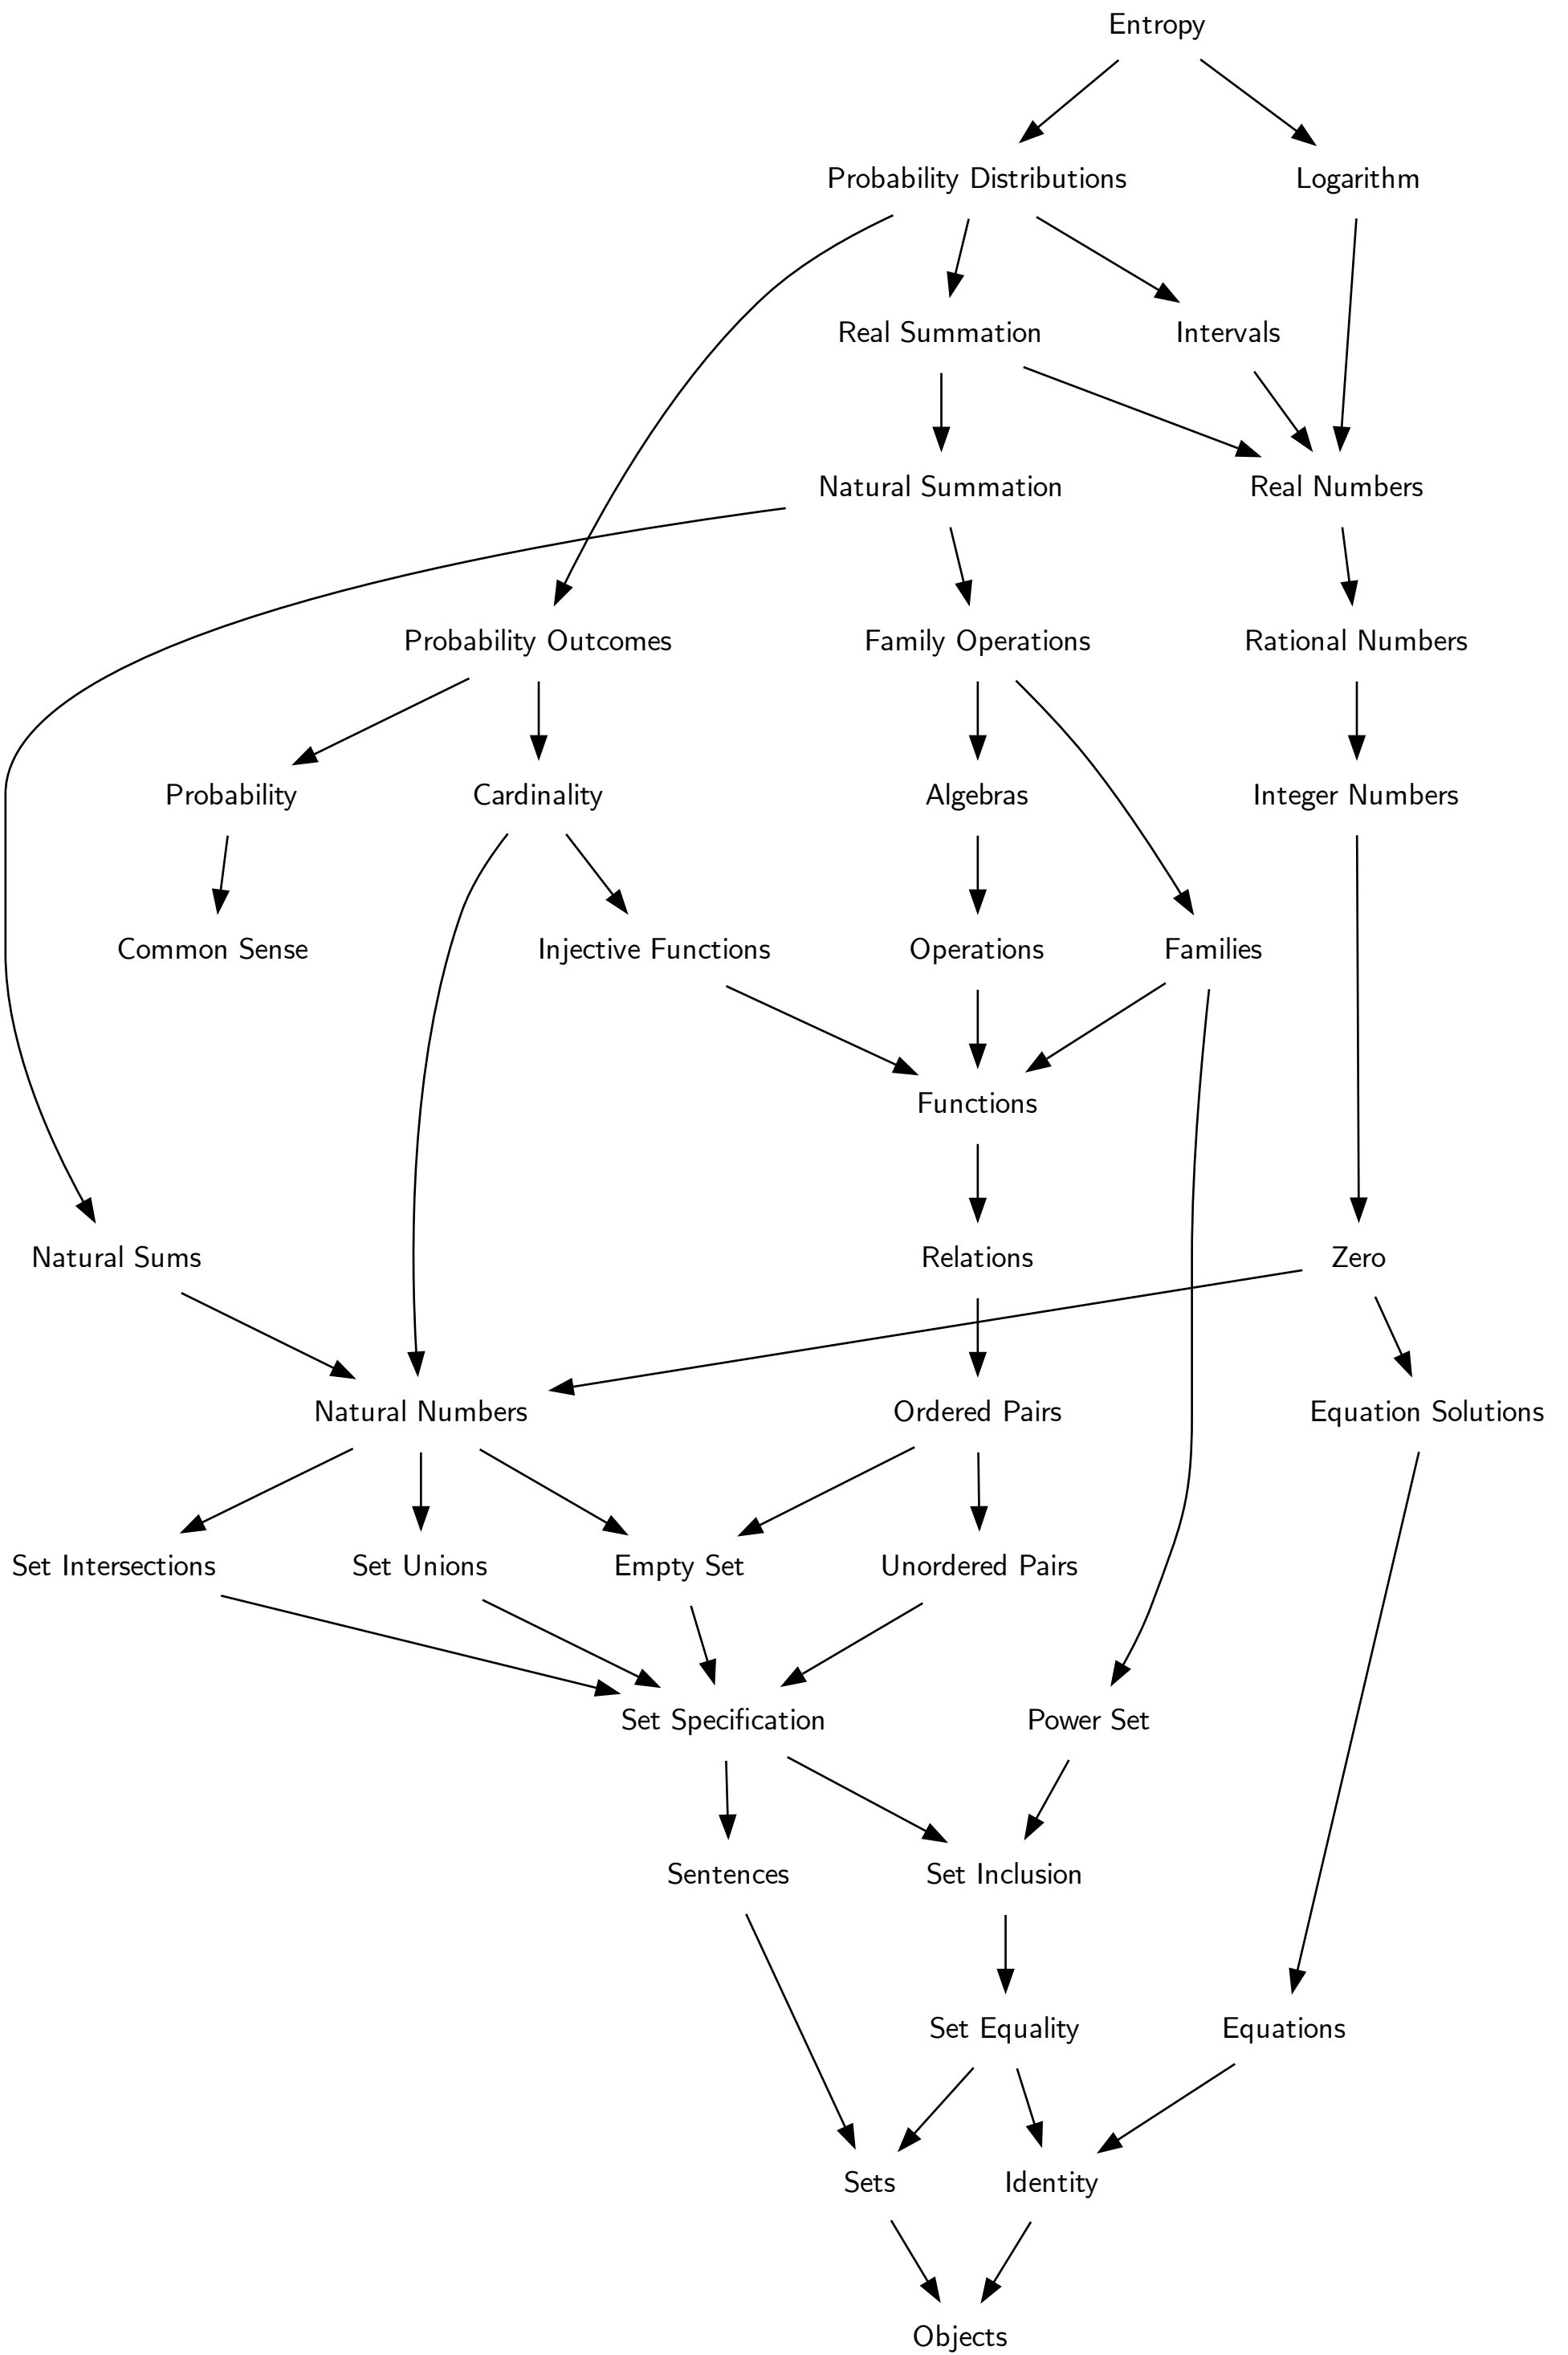 Entropy
Probability Distributions
Logarithm
Real Summation
Intervals
Natural Summation
Real Numbers
Probability Outcomes
Family Operations
Rational Numbers
Probability
Cardinality
Algebras
Integer Numbers
Common Sense
Injective Functions
Operations
Families
Functions
Natural Sums
Relations
Zero
Natural Numbers
Ordered Pairs
Equation Solutions
Set Intersections
Set Unions
Empty Set
Unordered Pairs
Set Specification
Power Set
Sentences
Set Inclusion
Set Equality
Equations
Sets
Identity
Objects